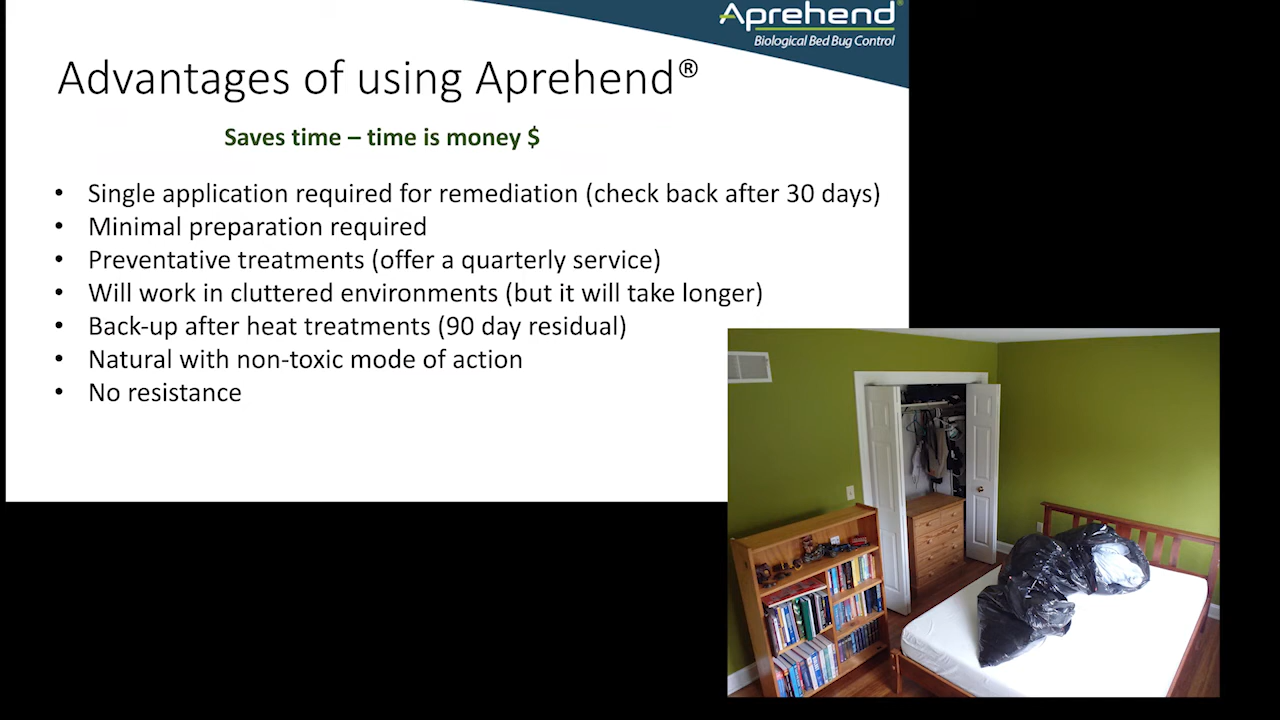 Aprehend®
Biological Bed Bug Control
Advantages of using Aprehend®
Saves time – time is money $
• Single application required for remediation (check back after 30 days)
• Minimal preparation required
• Preventative treatments (offer a quarterly service)
• Will work in cluttered environments (but it will take longer)
• Back-up after heat treatments (90 day residual)
• Natural with non-toxic mode of action
• No resistance